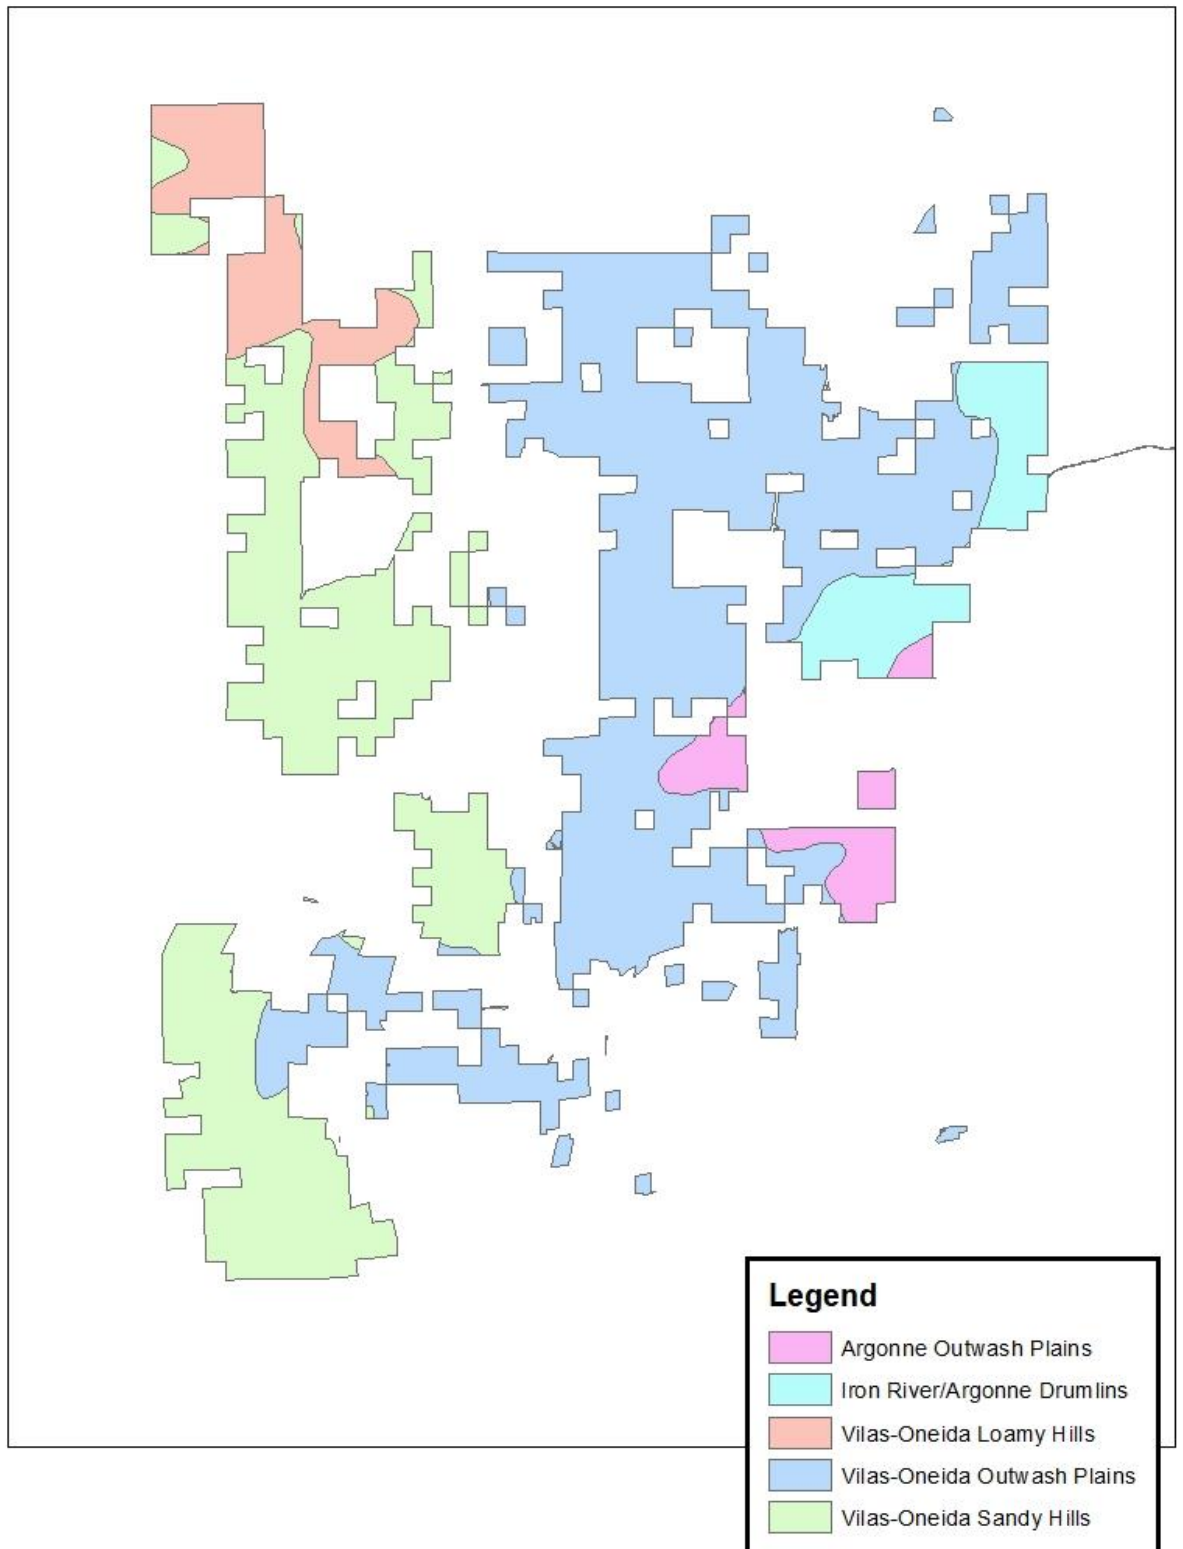 Legend
Argonne Outwash Plains
Iron River/Argonne Drumlins
Vilas-Oneida Loamy Hills
Vilas-Oneida Outwash Plains
Vilas-Oneida Sandy Hills